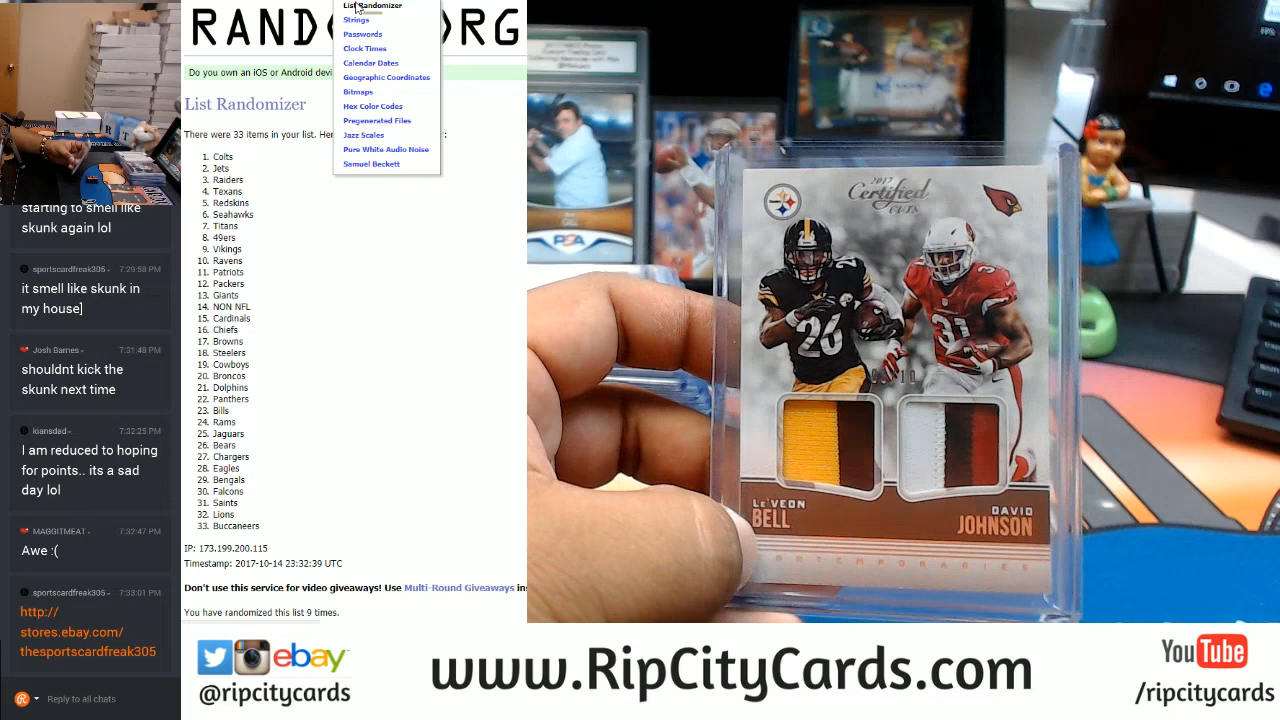 starting to smell like
skunk again lol
sportscardfreak305 - 7:29:58 PM
it smell like skunk in
my house]
Josh Barnes - 7:31:48 PM
shouldnt kick the
skunk next time
kiansdad - 7:32:25 PM
I am reduced to hoping
for points.. its a sad
day lol
MAGGITMEAT - 7:32:47 PM
Awe :(
sportscardfreak305 - 7:33:01 PM
http://
stores.ebay.com/
thesportscardfreak305
Reply to all chats
List Randomizer
Strings
Passwords
Clock Times
Calendar Dates
Geographic Coordinates
Bitmaps
Hex Color Codes
Pregenerated Files
Jazz Scales
Pure White Audio Noise
Samuel Beckett
Do you own an iOS or Android devi
List Randomizer
There were 33 items in your list. Her
1. Colts
2. Jets
3. Raiders
4. Texans
5. Redskins
6. Seahawks
7. Titans
8. 49ers
9. Vikings
10. Ravens
11. Patriots
12. Packers
13. Giants
14. NON NFL
15. Cardinals
16. Chiefs
17. Browns
18. Steelers
19. Cowboys
20. Broncos
21. Dolphins
22. Panthers
23. Bills
24. Rams
25. Jaguars
26. Bears
27. Chargers
28. Eagles
29. Bengals
30. Falcons
31. Saints
32. Lions
33. Buccaneers
IP: 173.199.200.115
Timestamp: 2017-10-14 23:32:39 UTC
Don't use this service for video giveaways! Use Multi-Round Giveaways ins
You have randomized this list 9 times.
PSA
2017
Certified
CUTS
26
31
LE'VEON
BELL
DAVID
JOHNSON
ebay
@ripcitycards
www.RipCityCards.com
YouTube
/ripcitycards